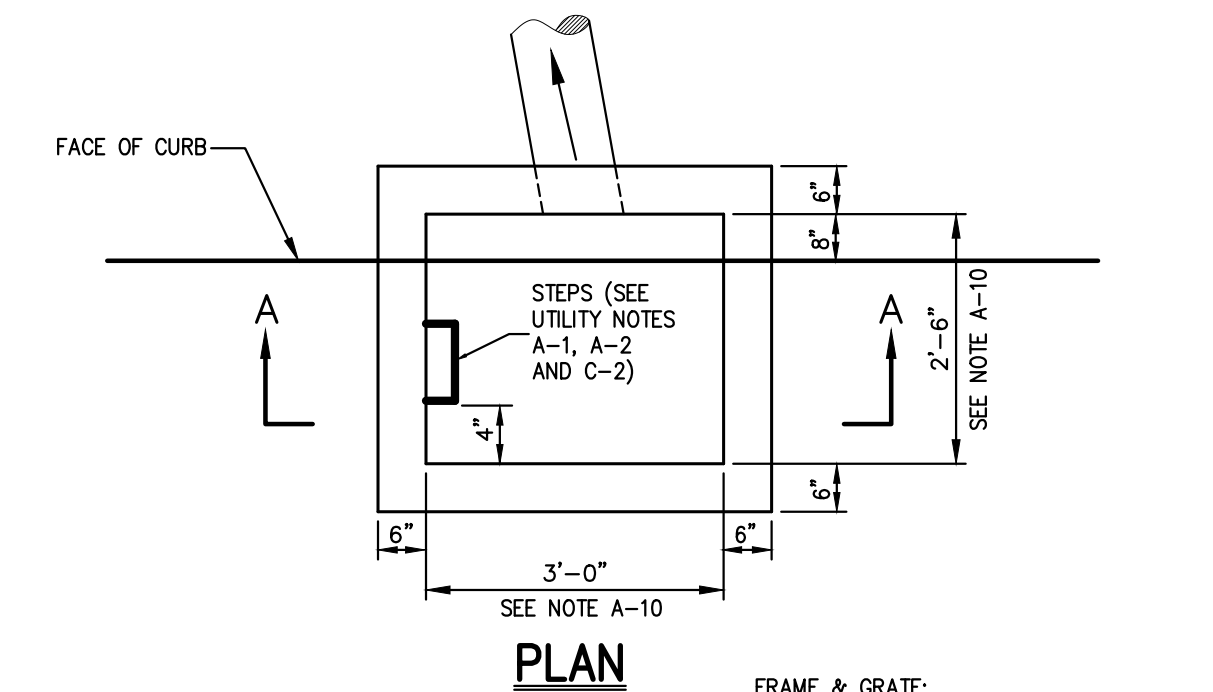 FACE OF CURB
6"
8"
A
STEPS (SEE
UTILITY NOTES
A-1, A-2
AND C-2)
A
2'-6"
SEE NOTE A-10
4"
6"
6"
6"
3'-0"
SEE NOTE A-10
PLAN
FRAME & GRATE: